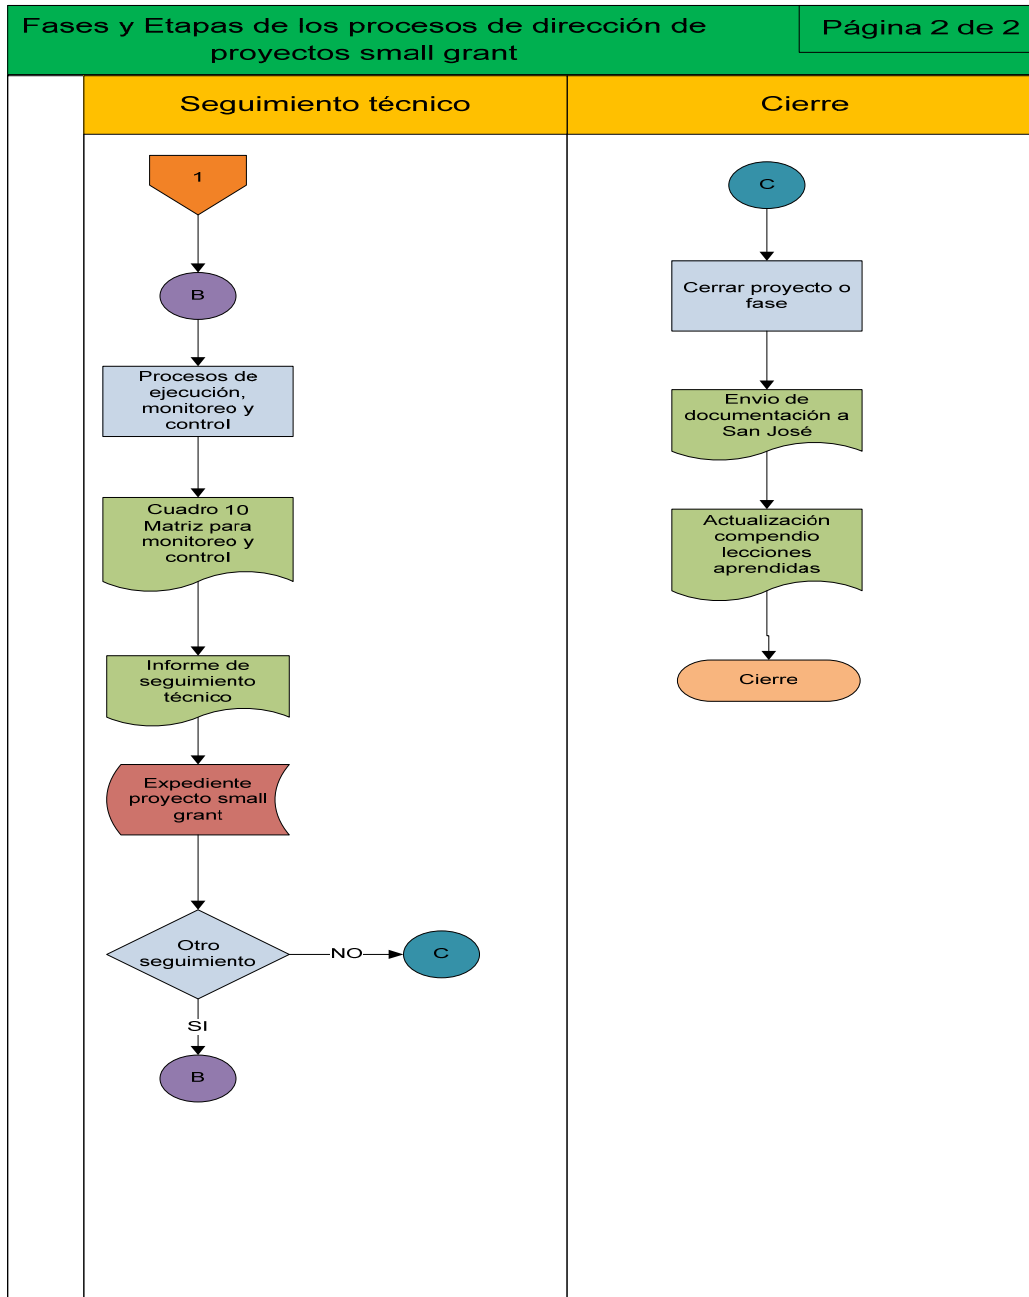 Fases y Etapas de los procesos de dirección de
proyectos small grant
Página 2 de 2
Seguimiento técnico
Cierre
1
B
Procesos de
ejecución,
monitoreo y
control
Cuadro 10
Matriz para
monitoreo y
control
Informe de
seguimiento
técnico
Expediente
proyecto small
grant
Otro
seguimiento
NO
C
SI
B
C
Cerrar proyecto o
fase
Envio de
documentación a
San José
Actualización
compendio
lecciones
aprendidas
Cierre